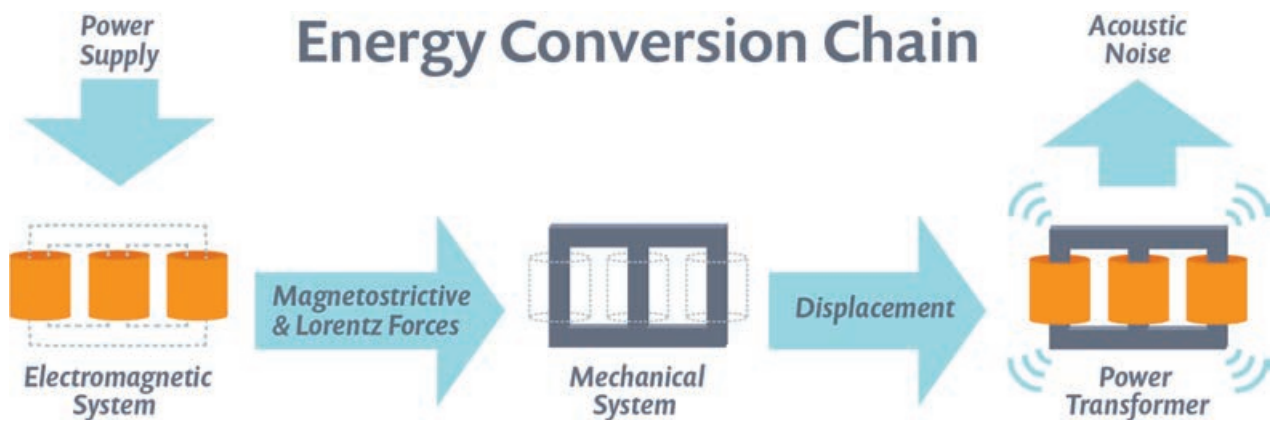 Power
Supply
Energy Conversion Chain
Acoustic
Noise
Magnetostrictive
& Lorentz Forces
Displacement
Electromagnetic
System
Mechanical
System
Power
Transformer